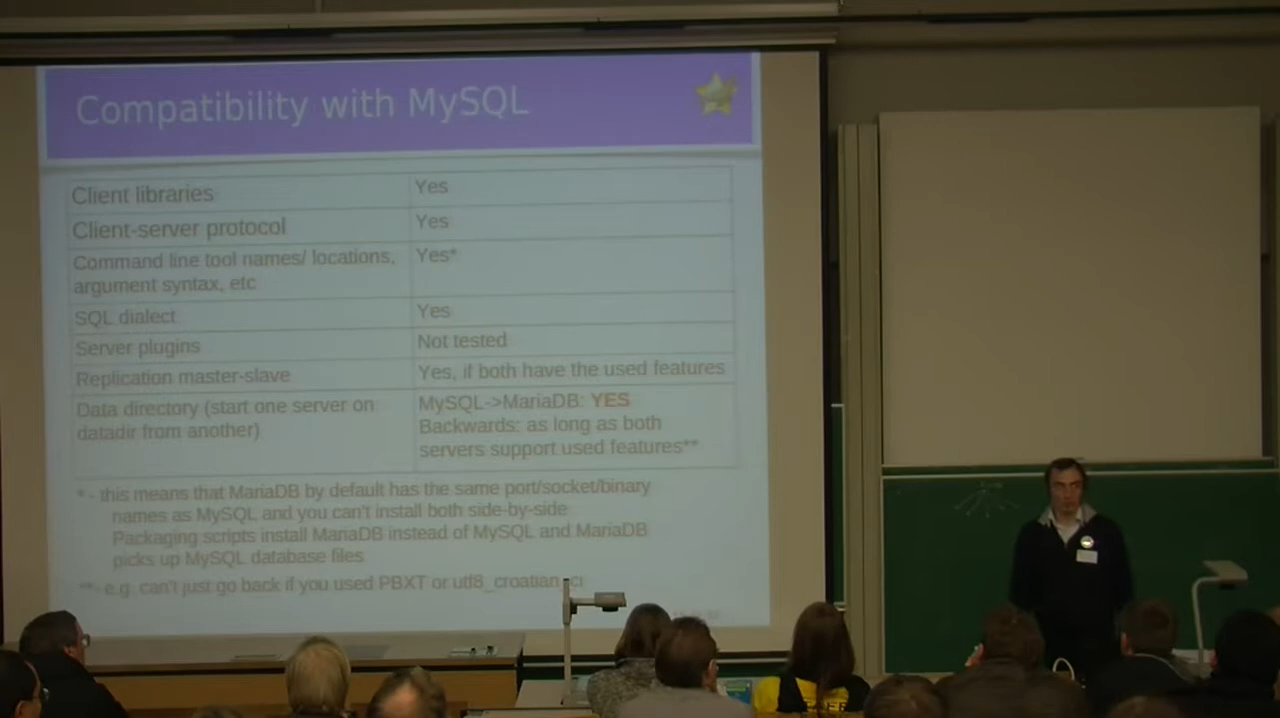 Compatibility with MySQL
Client libraries
Yes
Client-server protocol
Yes
Command line tool names/ locations,
argument syntax, etc
Yes*
SQL dialect
Yes
Server plugins
Not tested
Replication master-slave
Yes, if both have the used features
Data directory (start one server on
datadir from another)
MySQL->MariaDB: YES
Backwards: as long as both
servers support used features**
* - this means that MariaDB by default has the same port/socket/binary
names as MySQL and you can't install both side-by-side
Packaging scripts install MariaDB instead of MySQL and MariaDB
picks up MySQL database files
** e.g. can't just go back if you used PBXT or utf8_croatian_ci